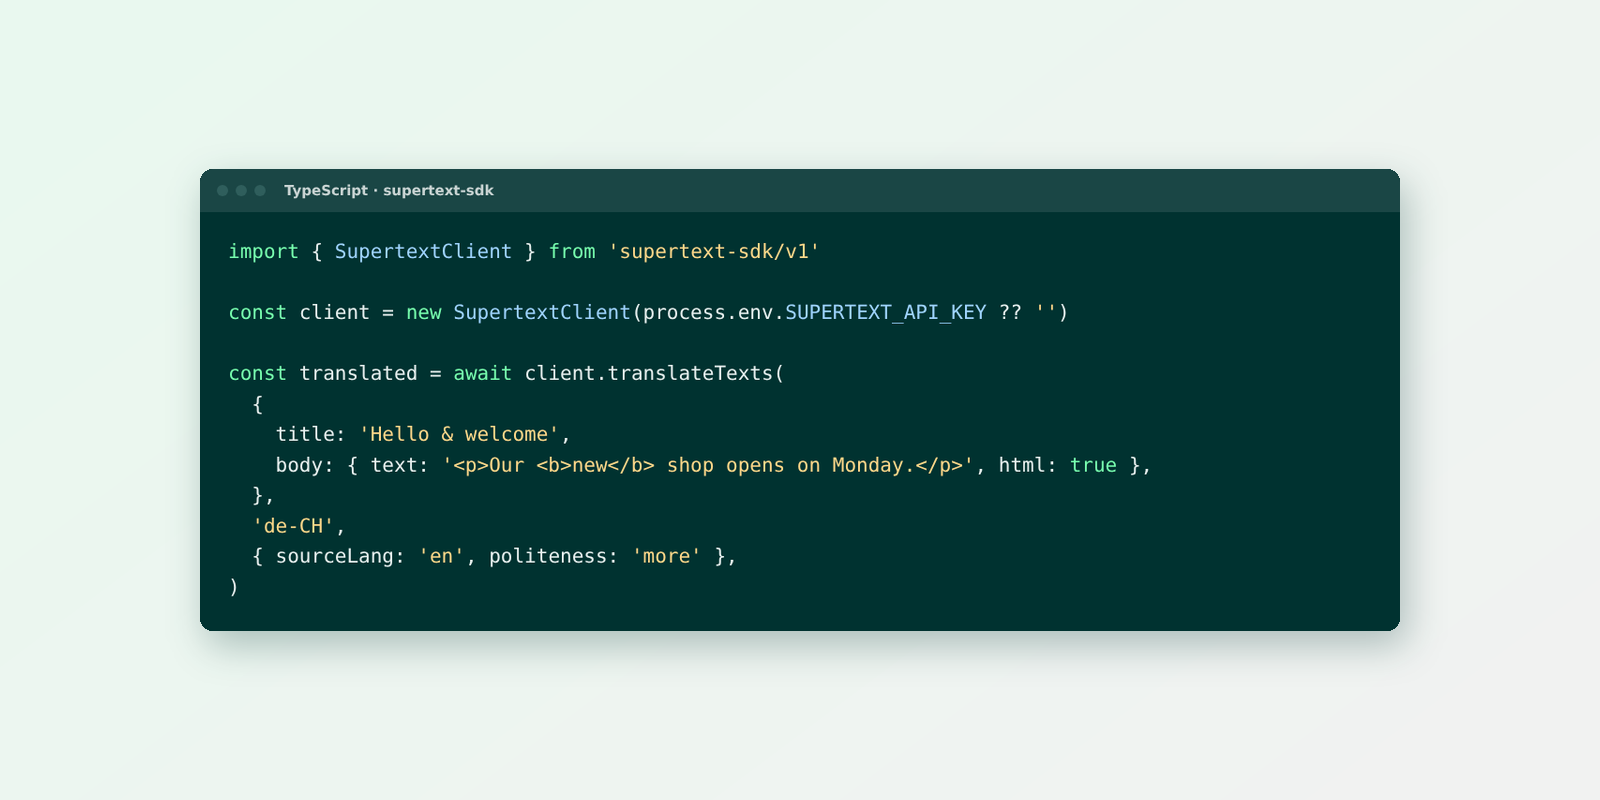 TypeScript · supertext-sdk
import { SupertextClient } from 'supertext-sdk/v1'
const client = new SupertextClient(process.env.SUPERTEXT_API_KEY ?? '')
const translated = await client.translateTexts(
  {
    title: 'Hello & welcome',
    body: { text: '<p>Our <b>new</b> shop opens on Monday.</p>', html: true },
  },
  'de-CH',
  { sourceLang: 'en', politeness: 'more' },
)